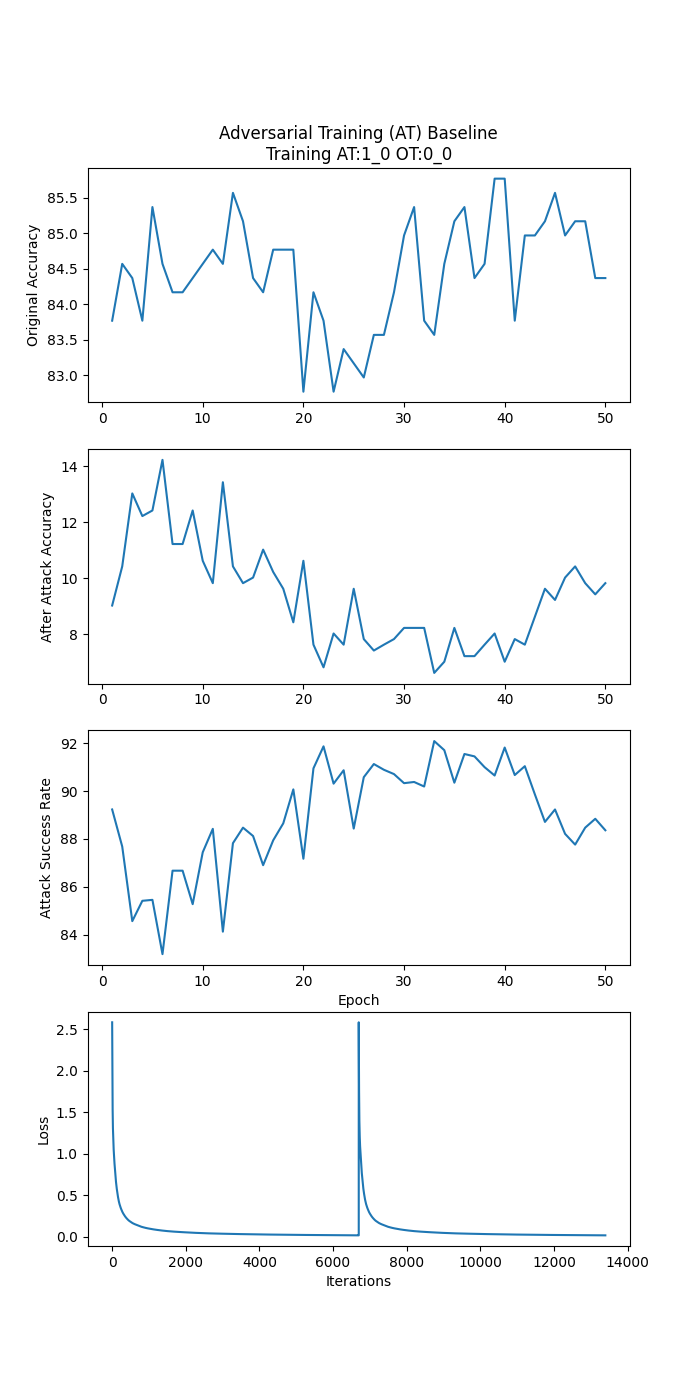 Adversarial Training (AT) Baseline
Training AT:1_0 OT:0_0
Original Accuracy
85.5
85.0
84.5
84.0
83.5
83.0
0 10 20 30 40 50
After Attack Accuracy
14
12
10
8
0 10 20 30 40 50
Attack Success Rate
92
90
88
86
84
0 10 20 30 40 50
Epoch
Loss
2.5
2.0
1.5
1.0
0.5
0.0
0 2000 4000 6000 8000 10000 12000 14000
Iterations